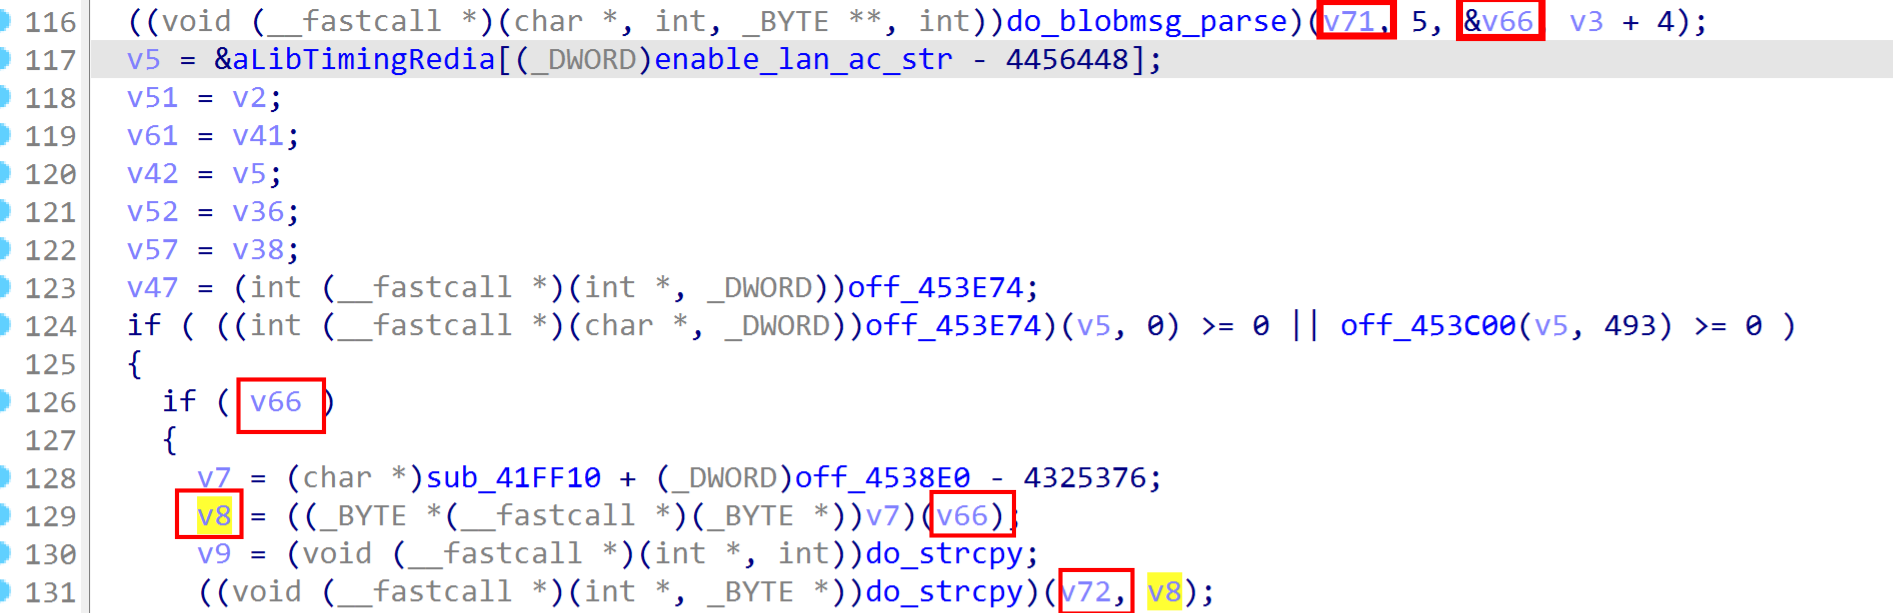 116 ((void (__fastcall *)(char *, int, _BYTE **, int))do_blobmsg_parse)(v71, 5, &v66, v3 + 4);
117 v5 = &aLibTimingRedia[(_DWORD)enable_lan_ac_str - 4456448];
118 v51 = v2;
119 v61 = v41;
120 v42 = v5;
121 v52 = v36;
122 v57 = v38;
123 v47 = (int (__fastcall *)(int *, _DWORD))off_453E74;
124 if ( ((int (__fastcall *)(char *, _DWORD))off_453E74)(v5, 0) >= 0 || off_453C00(v5, 493) >= 0 )
125 {
126 if ( v66 )
127 {
128 v7 = (char *)sub_41FF10 + (_DWORD)off_4538E0 - 4325376;
129 v8 = ((_BYTE *(__fastcall *)(_BYTE *))v7)(v66);
130 v9 = (void (__fastcall *)(int *, int))do_strcpy;
131 ((void (__fastcall *)(int *, _BYTE *))do_strcpy)(v72, v8);